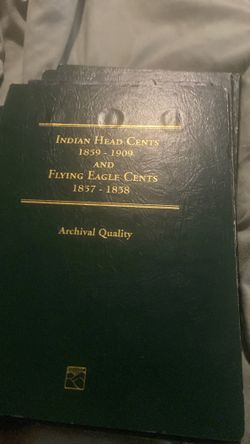 INDIAN HEAD CENTS
1859 - 1909
AND
FLYING EAGLE CENTS
1857 - 1858
Archival Quality